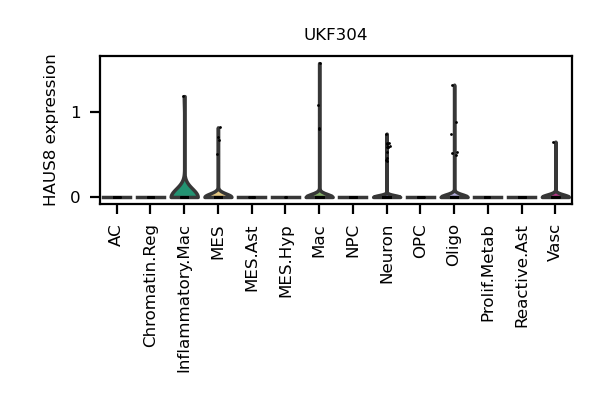 UKF304
HAUS8 expression
1
0
AC
Chromatin.Reg
Inflammatory.Mac
MES
MES.Ast
MES.Hyp
Mac
NPC
Neuron
OPC
Oligo
Prolif.Metab
Reactive.Ast
Vasc